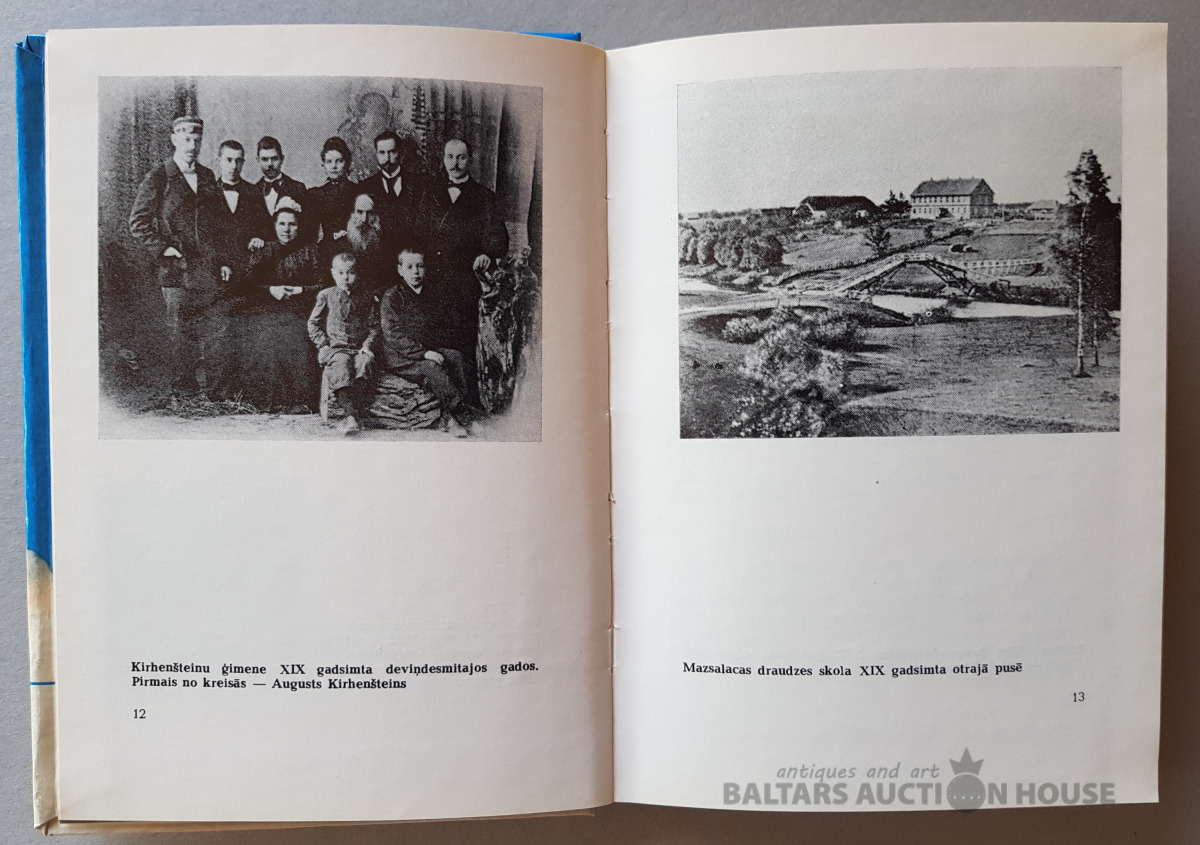 Kirhenšteinu ģimene XIX gadsimta deviņdesmitajos gados.
Pirmais no kreisās — Augusts Kirhenšteins
12
Mazsalacas draudzes skola XIX gadsimta otrajā pusē
13
antiques and art
BALTARS AUCTION HOUSE